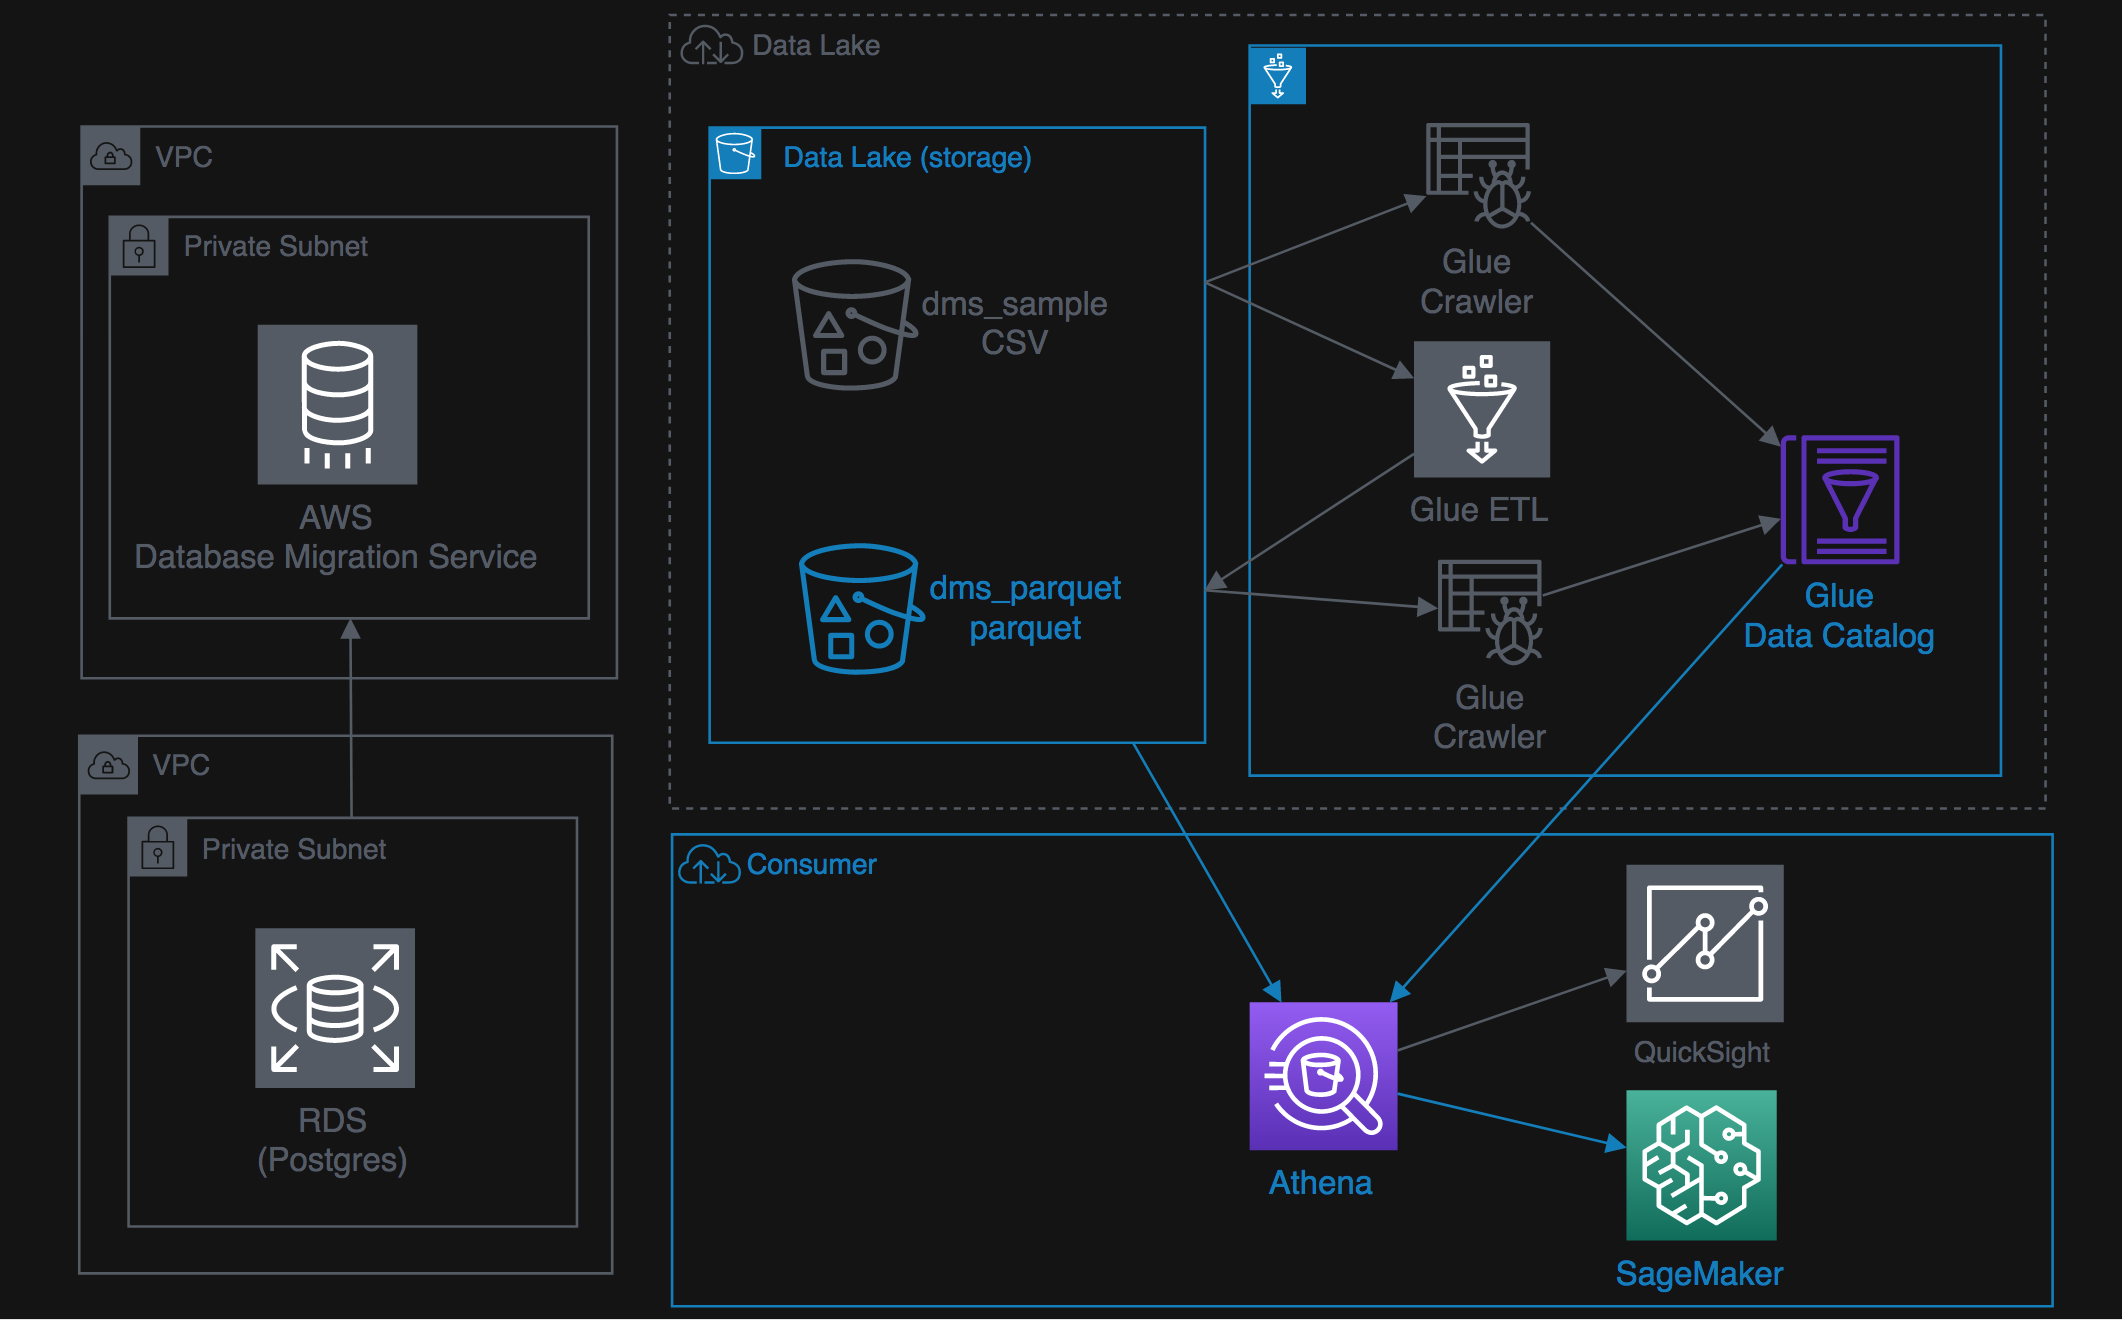 VPC
Private Subnet
AWS
Database Migration Service
VPC
Private Subnet
RDS
(Postgres)
Data Lake
Data Lake (storage)
dms_sample
CSV
dms_parquet
parquet
Glue
Crawler
Glue ETL
Glue
Crawler
Glue
Data Catalog
Consumer
Athena
QuickSight
SageMaker